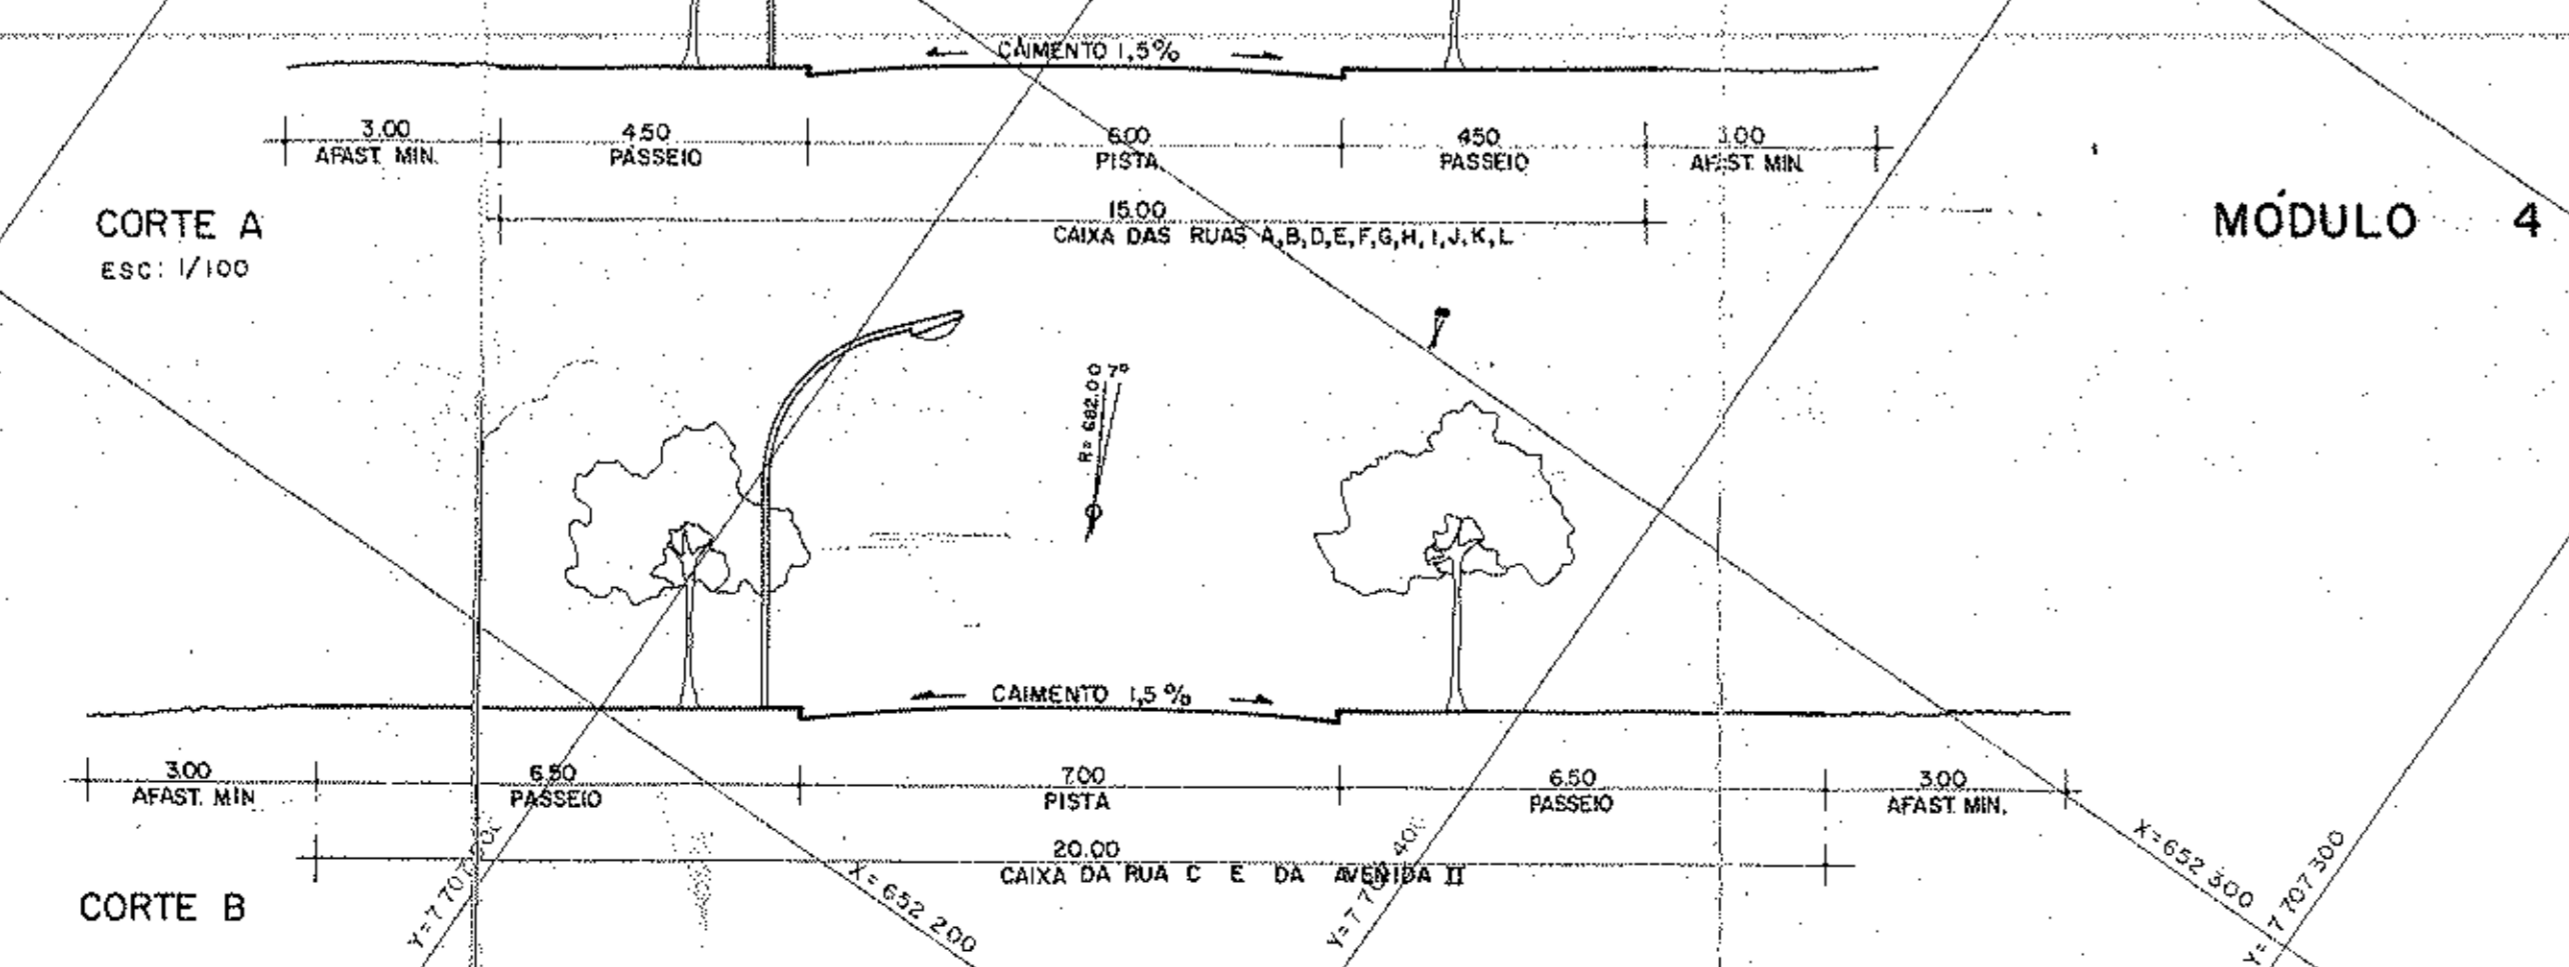 CAIMENTO 1,5%
3.00 4.50 6.00 4.50 3.00
AFAST. MIN. PASSEIO PISTA PASSEIO AFAST. MIN.
15.00
CAIXA DAS RUAS A,B,D,E,F,G,H,I,J,K,L
CORTE A
ESC: 1/100
MÓDULO 4
R= 682.00 7º
CAIMENTO 1,5%
3.00 6.50 7.00 6.50 3.00
AFAST. MIN PASSEIO PISTA PASSEIO AFAST. MIN.
20.00
CAIXA DA RUA C E DA AVENIDA II
CORTE B
X=652 200
X=652 300
Y=7 707 300